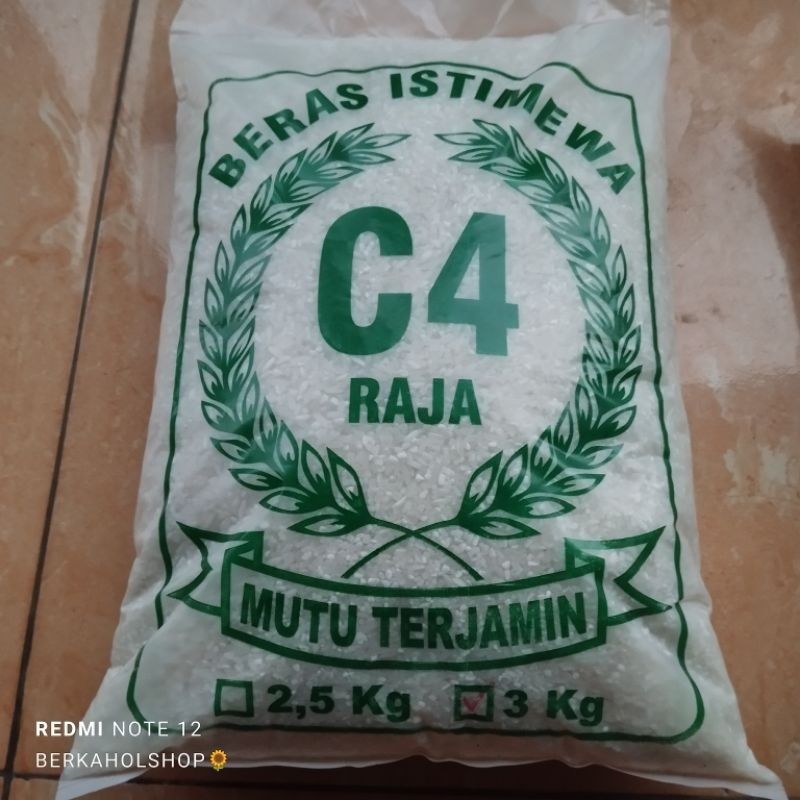 BERAS ISTIMEWA
C4
RAJA
MUTU TERJAMIN
2,5 Kg 3 Kg
REDMI NOTE 12
BERKAHOLSHOP🌻